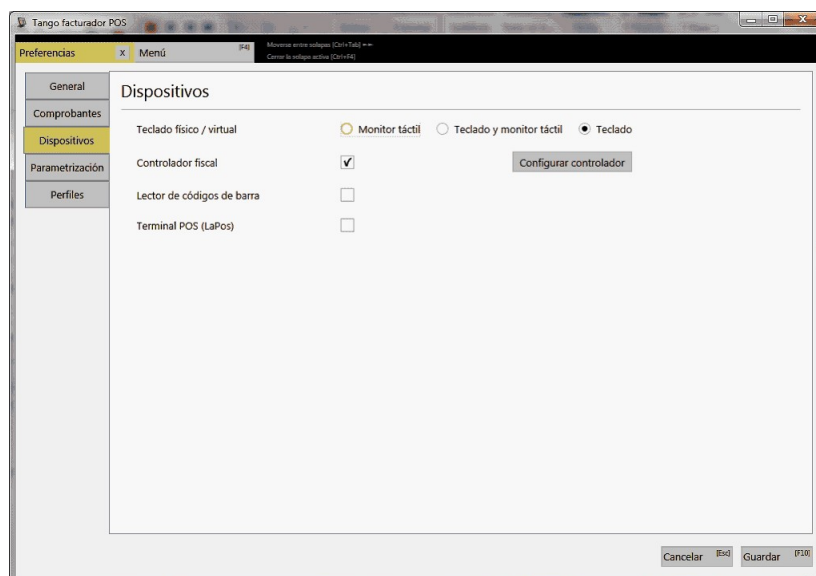 Tango facturador POS
Preferencias x Menú [F4] Moverse entre solapas [Ctrl+Tab]
Cerrar la solapa activa [Ctrl+F4]
General
Comprobantes
Dispositivos
Parametrización
Perfiles
Dispositivos
Teclado físico / virtual Monitor táctil Teclado y monitor táctil Teclado
Controlador fiscal Configurar controlador
Lector de códigos de barra
Terminal POS (LaPos)
Cancelar [Esc] Guardar [F10]